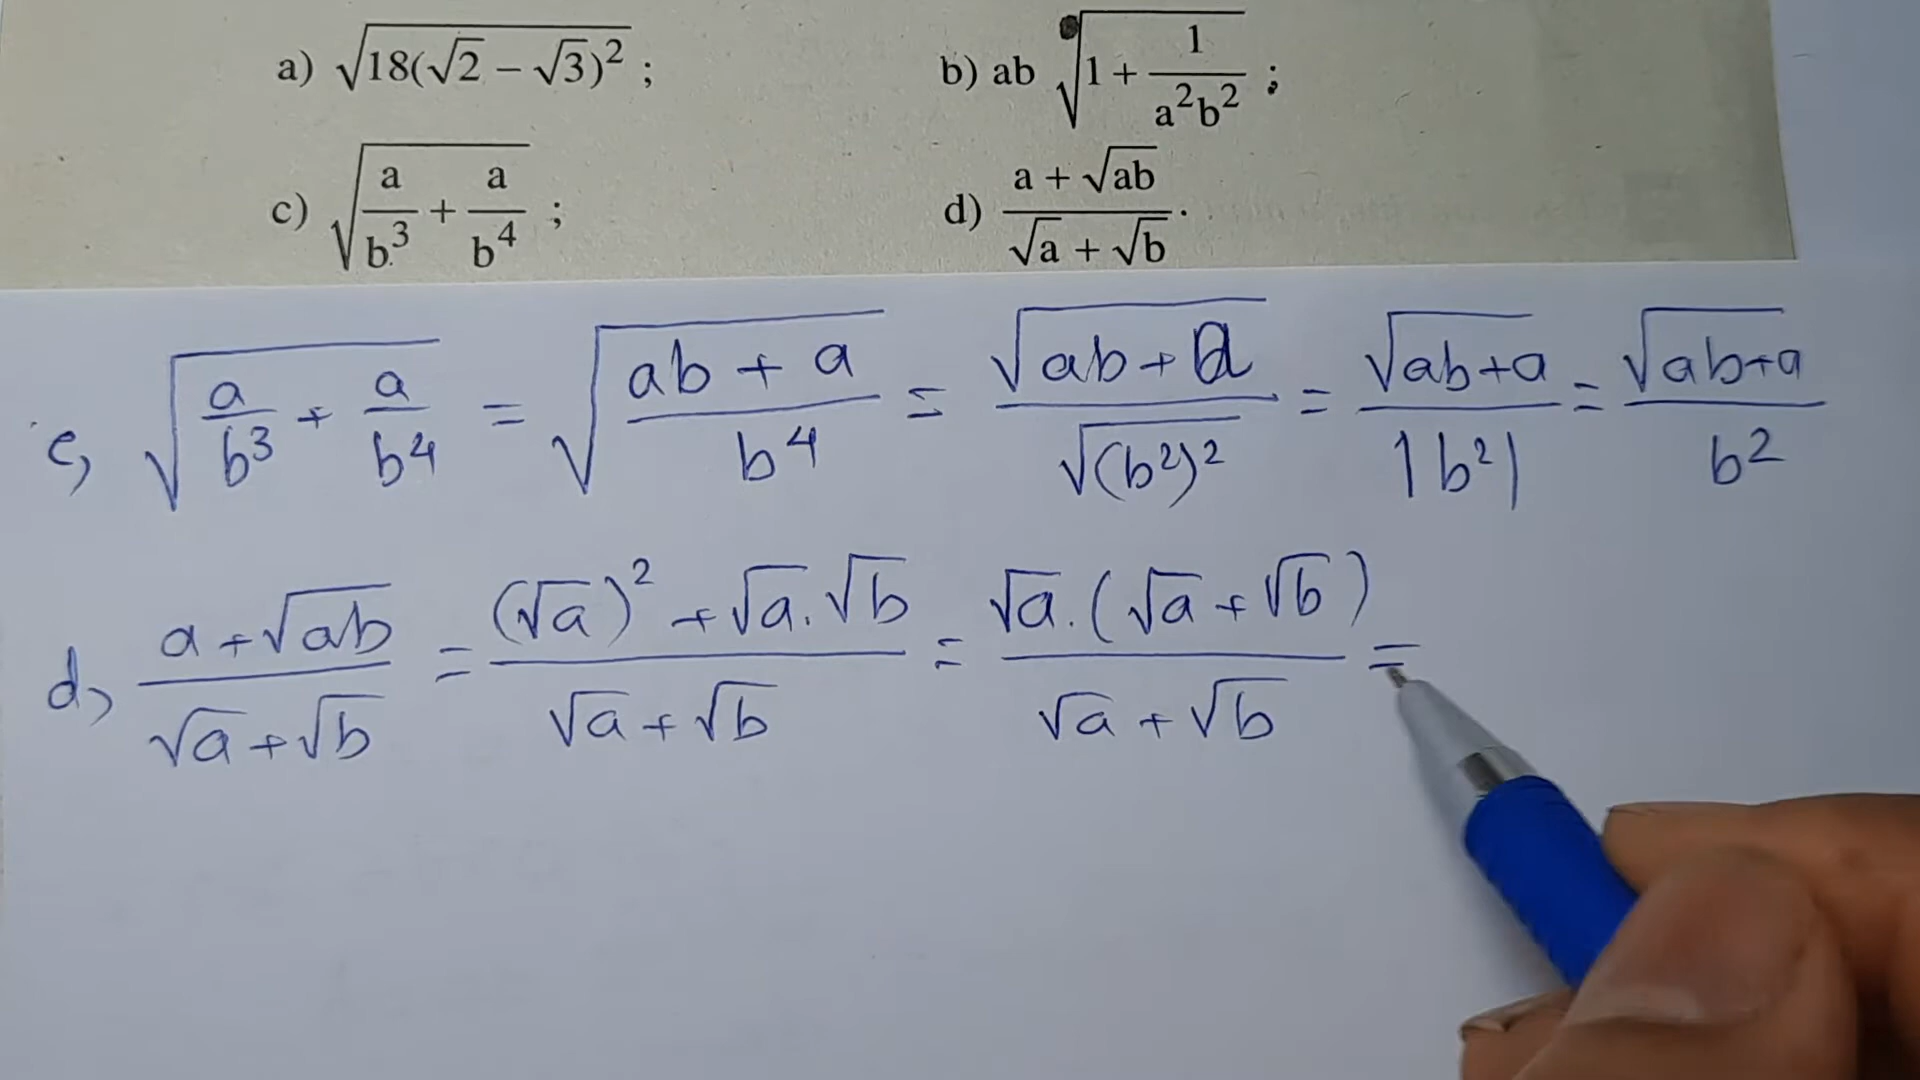 a) √18(√2 − √3)² ; b) ab √1 + 1/a²b² ;
c) √a/b³ + a/b⁴ ; d) a + √ab / √a + √b .
c, √a/b³ + a/b⁴ = √ab + a/b⁴ = √ab + a / √(b²)² = √ab+a / |b²| = √ab+a / b²
d, a+√ab / √a+√b = (√a)² + √a.√b / √a+√b = √a.(√a+√b) / √a+√b =